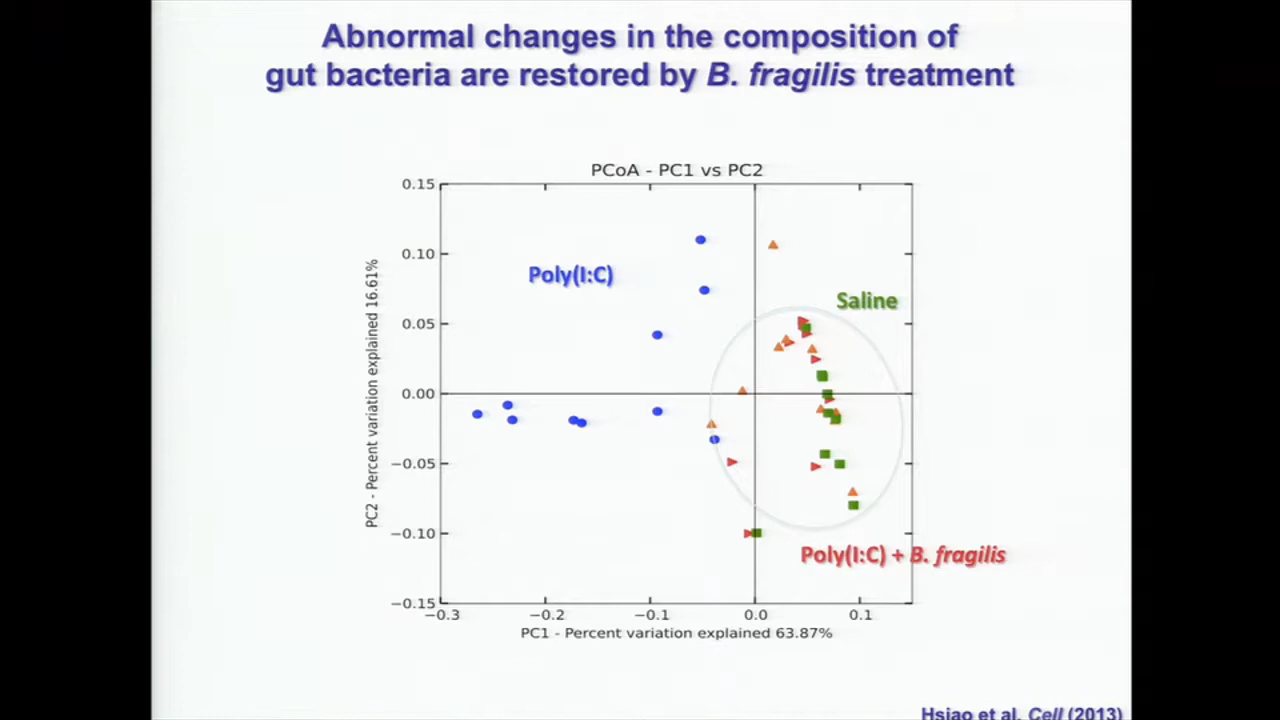 Abnormal changes in the composition of
gut bacteria are restored by B. fragilis treatment
PCoA - PC1 vs PC2
0.15
0.10
0.05
0.00
−0.05
−0.10
−0.15
PC2 - Percent variation explained 16.61%
Poly(I:C)
Saline
Poly(I:C) + B. fragilis
−0.3
−0.2
−0.1
0.0
0.1
PC1 - Percent variation explained 63.87%
Hsiao et al. Cell (2013)